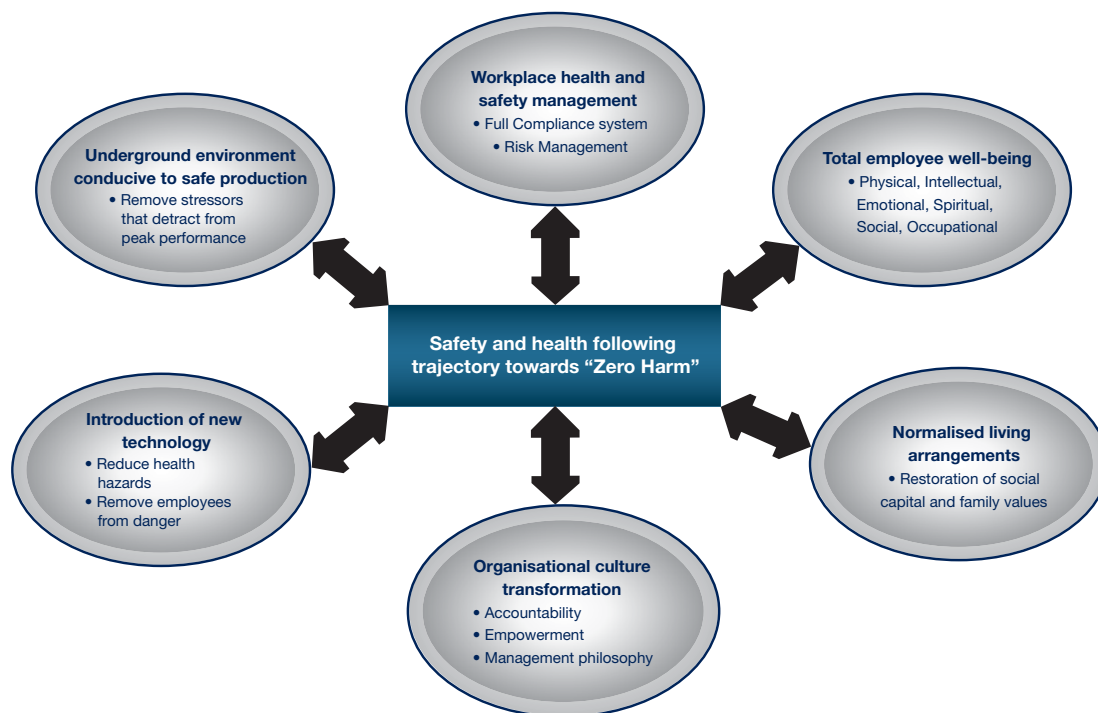 Workplace health and
safety management
• Full Compliance system
• Risk Management
Underground environment
conducive to safe production
• Remove stressors
that detract from
peak performance
Total employee well-being
• Physical, Intellectual,
Emotional, Spiritual,
Social, Occupational
Safety and health following
trajectory towards “Zero Harm”
Introduction of new
technology
• Reduce health
hazards
• Remove employees
from danger
Normalised living
arrangements
• Restoration of social
capital and family values
Organisational culture
transformation
• Accountability
• Empowerment
• Management philosophy